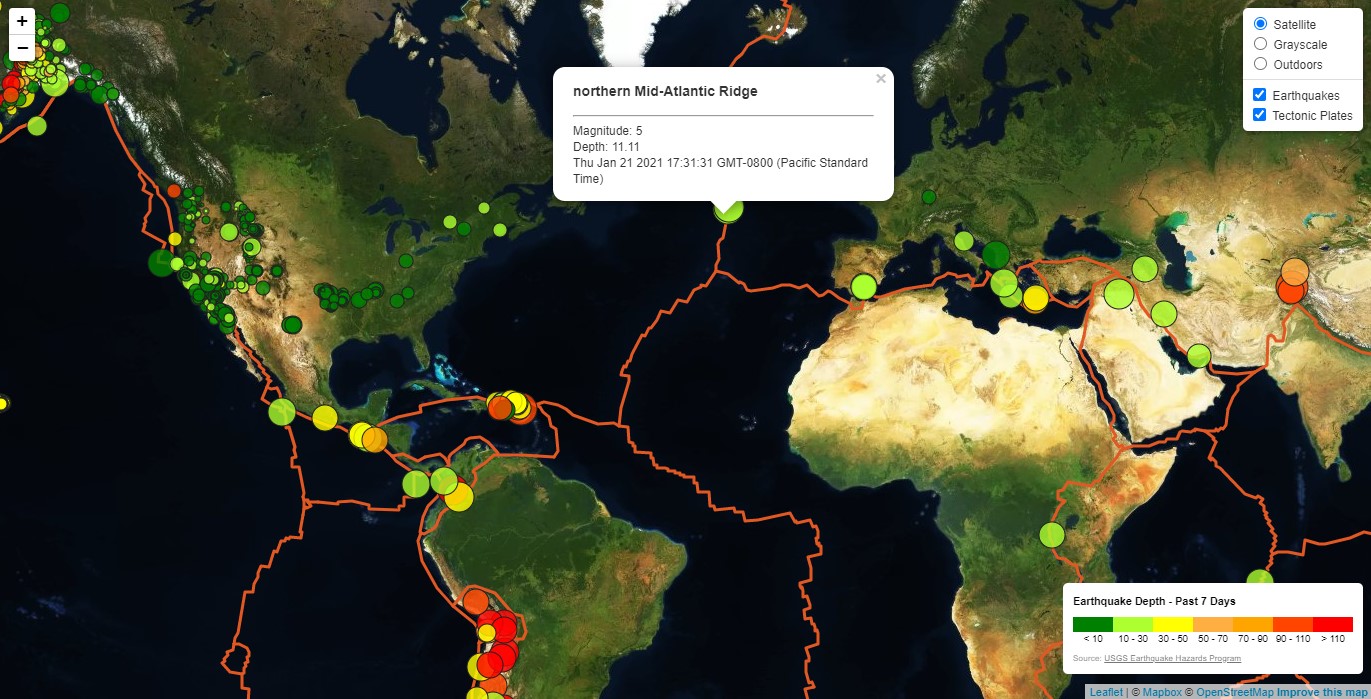 +
−
Satellite
Grayscale
Outdoors
Earthquakes
Tectonic Plates
×
northern Mid-Atlantic Ridge
Magnitude: 5
Depth: 11.11
Thu Jan 21 2021 17:31:31 GMT-0800 (Pacific Standard
Time)
Earthquake Depth - Past 7 Days
< 10 10 - 30 30 - 50 50 - 70 70 - 90 90 - 110 > 110
Source: USGS Earthquake Hazards Program
Leaflet | © Mapbox © OpenStreetMap Improve this map